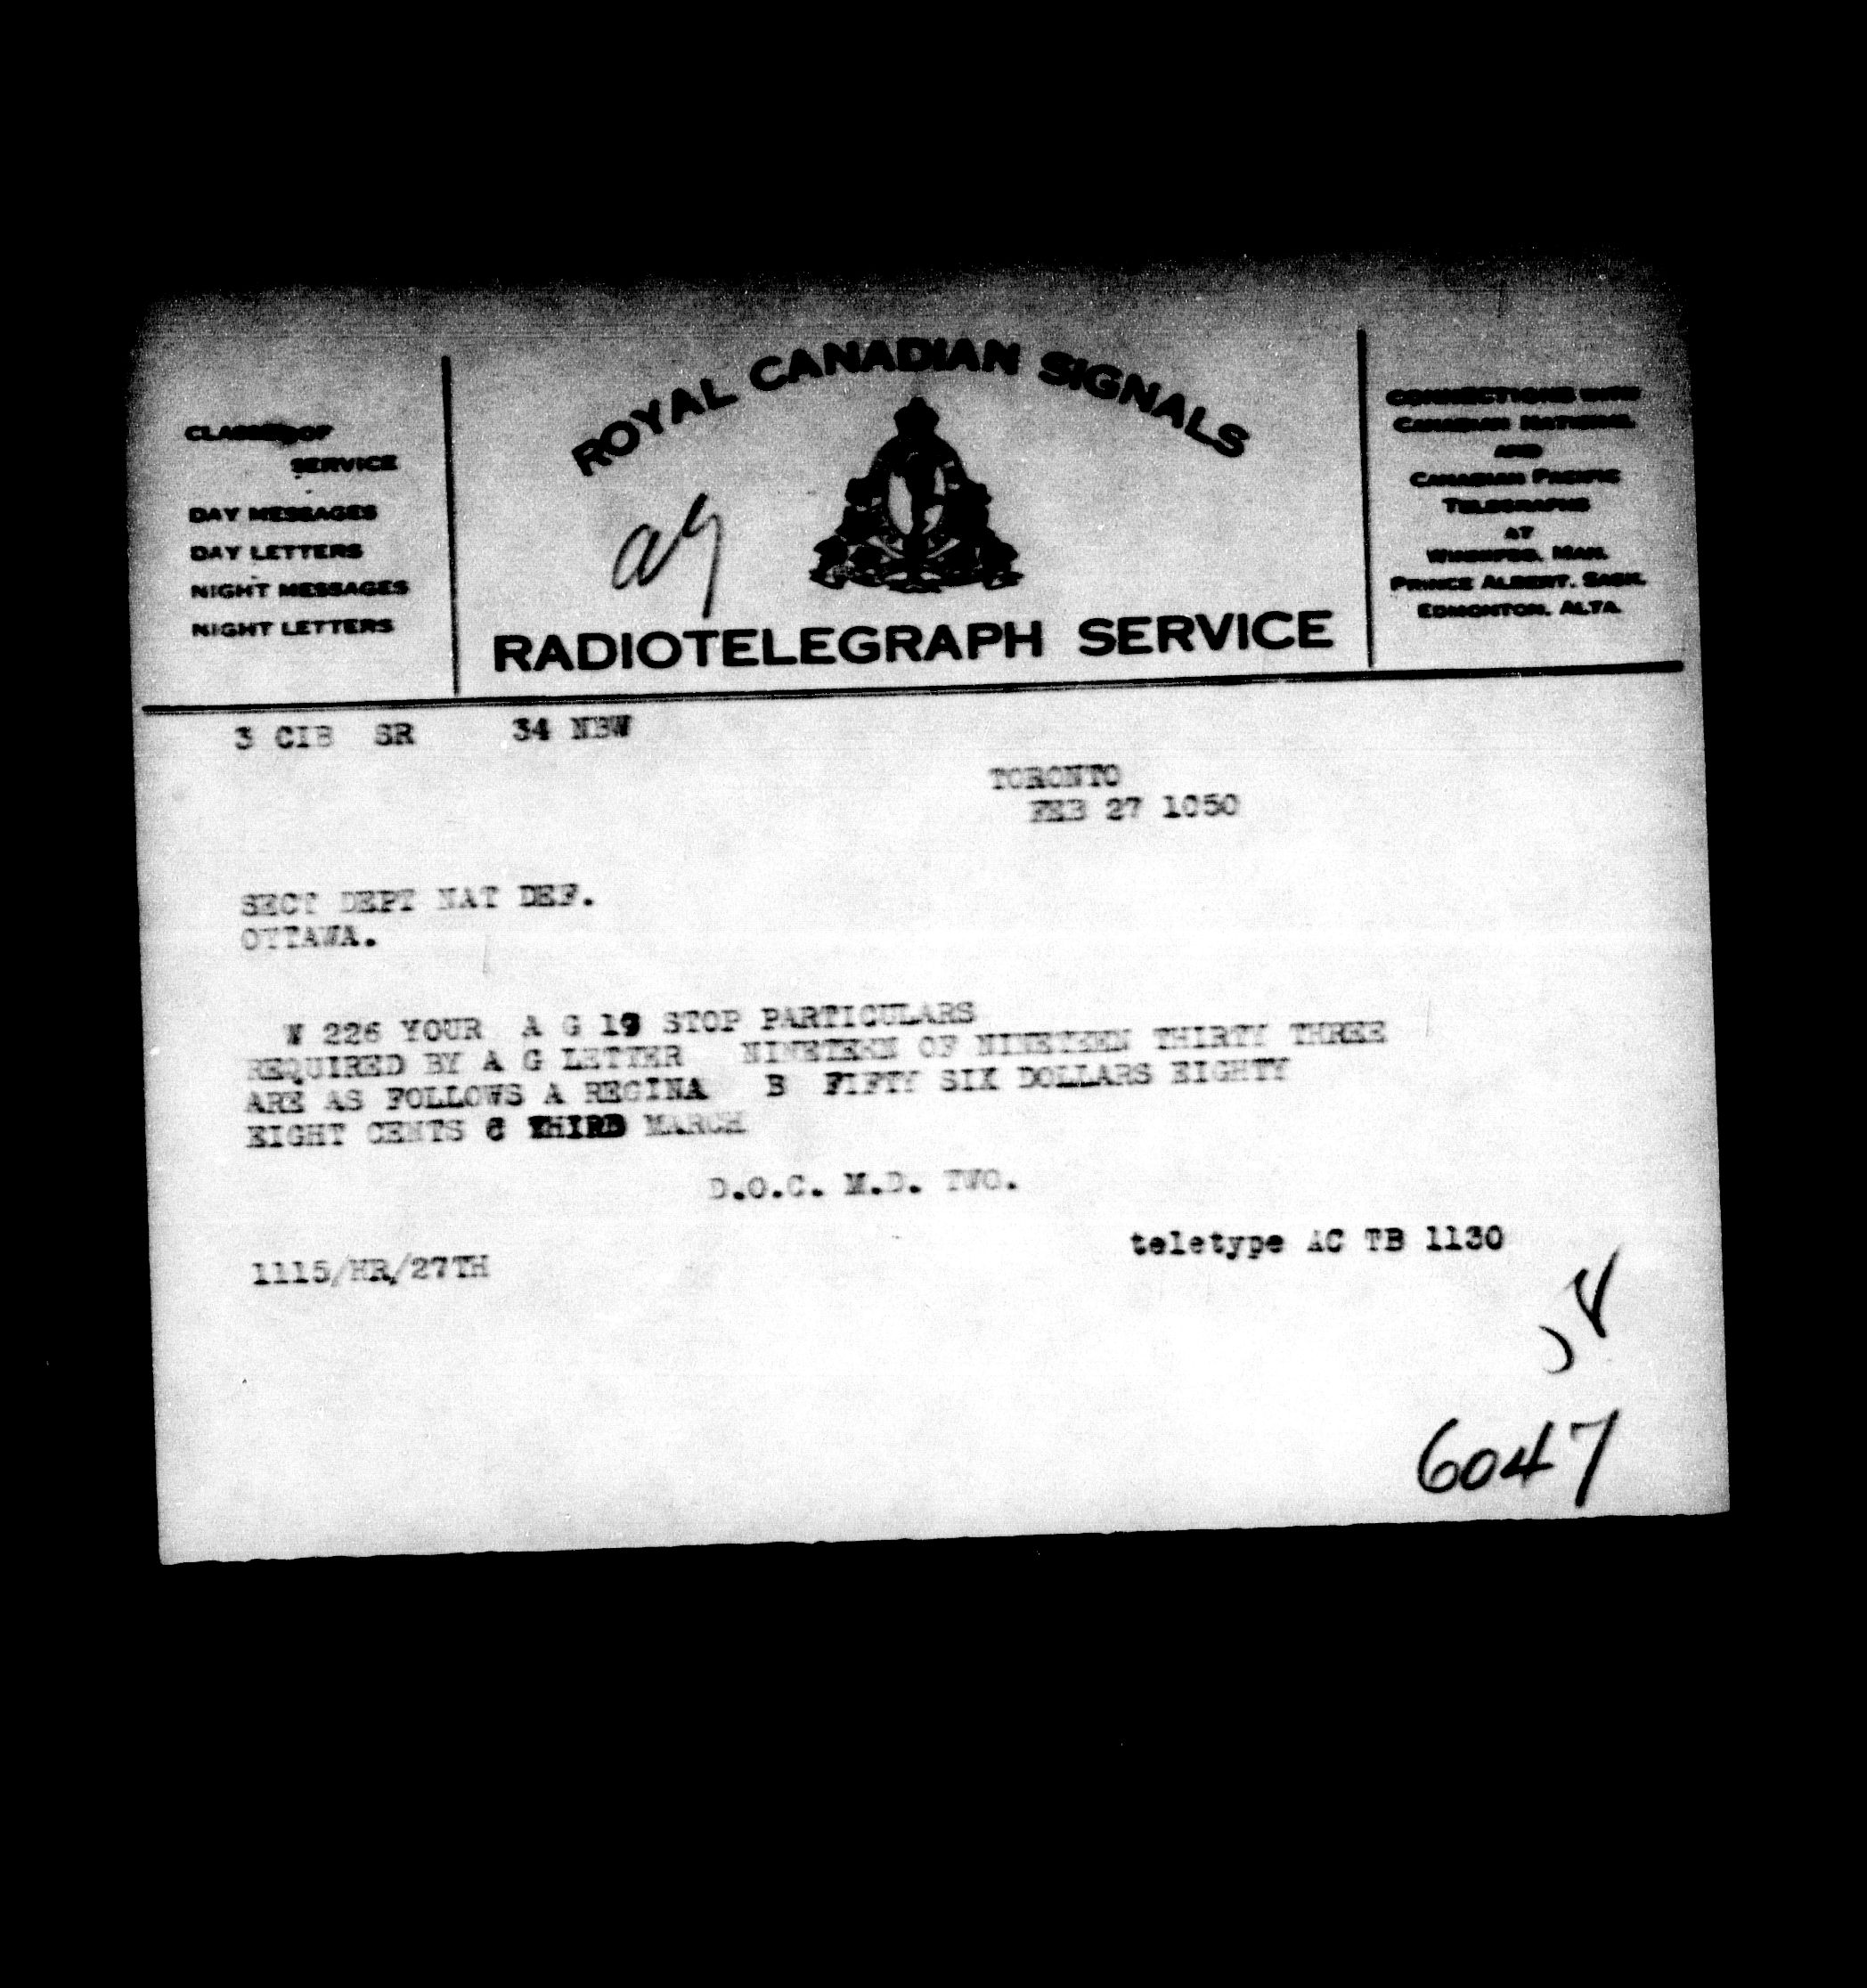 ROYAL CANADIAN SIGNALS
RADIOTELEGRAPH SERVICE
CLASSES OF
SERVICE
DAY MESSAGES
DAY LETTERS
NIGHT MESSAGES
NIGHT LETTERS
ag
CONNECTIONS WITH
CANADIAN NATIONAL
AND
CANADIAN PACIFIC
TELEGRAPHS
AT
WINNIPEG, MAN.
PRINCE ALBERT, SASK.
EDMONTON, ALTA.
3 CIB SR 34 NBW
TORONTO
FEB 27 1050
SECT DEPT NAT DEF.
OTTAWA.
W 226 YOUR A G 19 STOP PARTICULARS
REQUIRED BY A G LETTER NINETEEN OF NINETEEN THIRTY THREE
ARE AS FOLLOWS A REGINA B FIFTY SIX DOLLARS EIGHTY
EIGHT CENTS C THIRD MARCH
D.O.C. M.D. TWO.
teletype AC TB 1130
1115/HR/27TH
6047